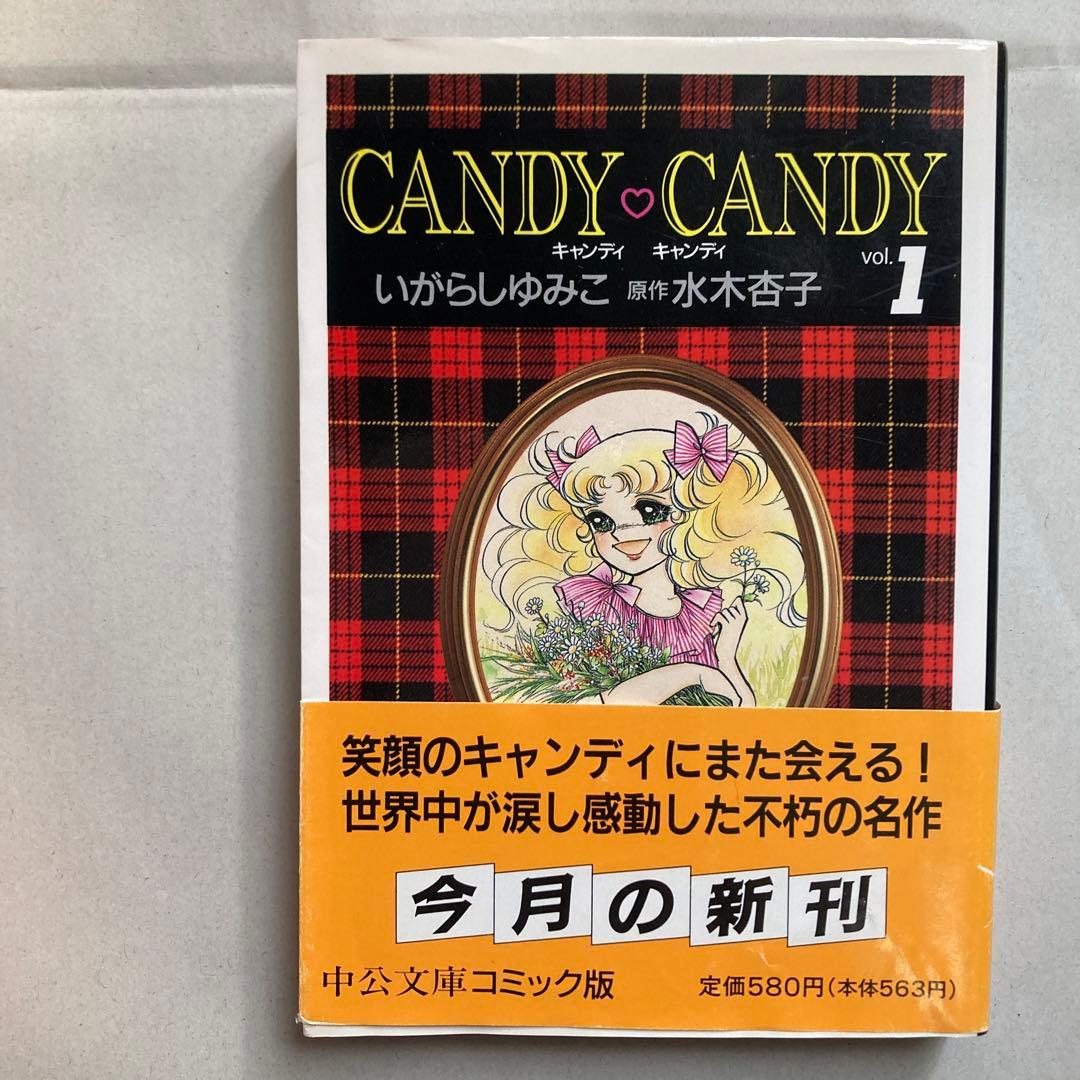 CANDY♡CANDY
キャンディ キャンディ
vol.1
いがらしゆみこ 原作 水木杏子
笑顔のキャンディにまた会える!
世界中が涙し感動した不朽の名作
今月の新刊
中公文庫コミック版
定価580円(本体563円)